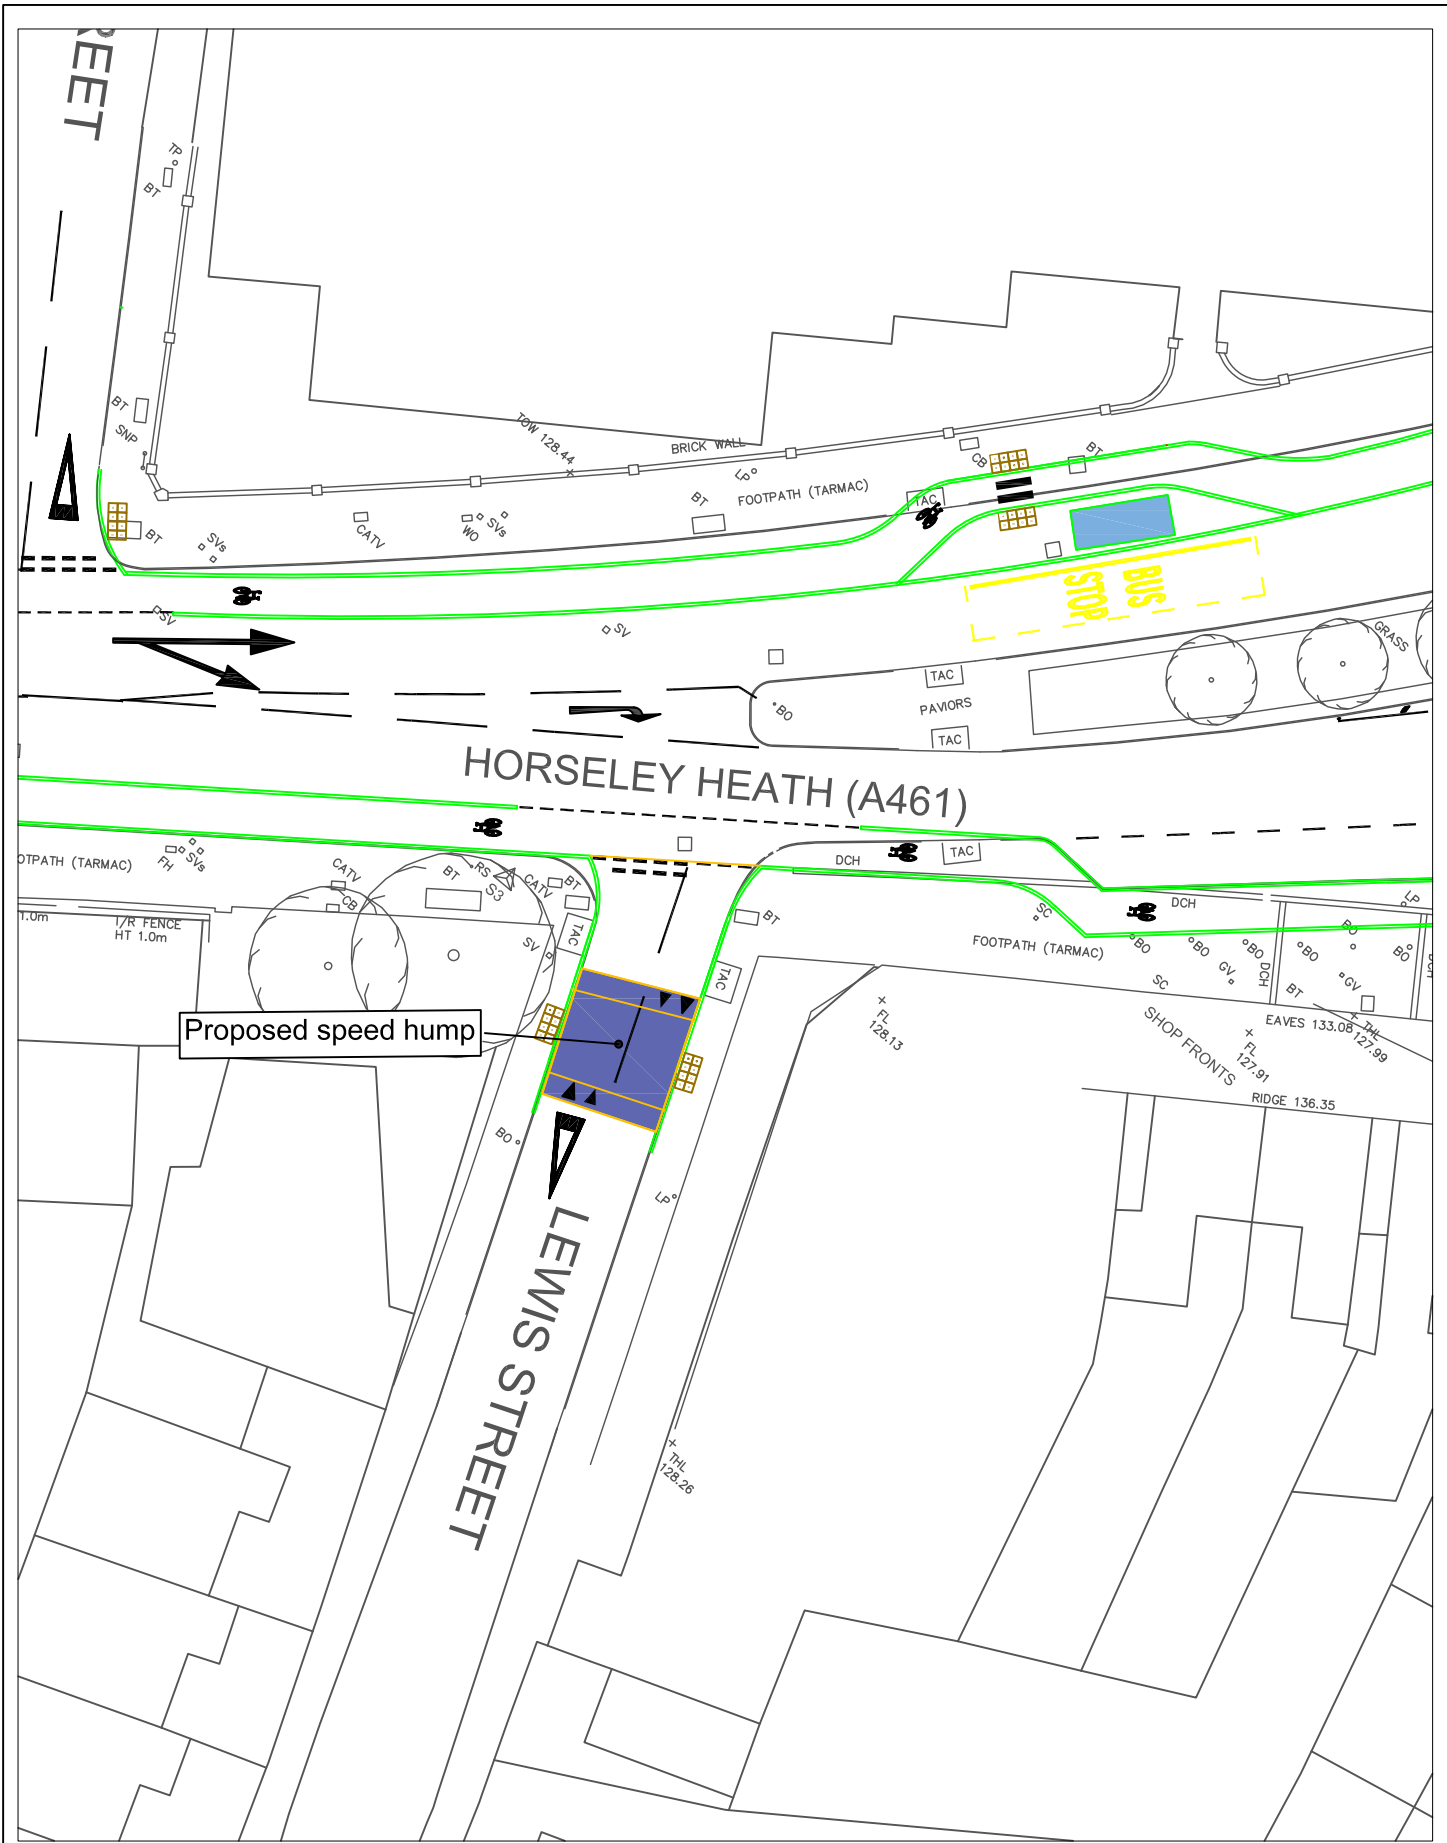 REET
TP
BT
BT
SNP
BT
SVs
CATV
WO
SVs
TOW 128.44
BRICK WALL
LP
BT
FOOTPATH (TARMAC)
TAC
CB
BT
SV
SV
BUS
STOP
GRASS
TAC
PAVIORS
BO
TAC
HORSELEY HEATH (A461)
OTPATH (TARMAC)
FH
SVs
CATV
CB
BT
RS
S3
CATV
BT
DCH
TAC
1.0m
T/R FENCE
HT 1.0m
SV
TAC
BT
TAC
SC
DCH
LP
FOOTPATH (TARMAC)
BO
BO
BO
BO
BO
BO
GV
DCH
SC
BT
GV
DCH
Proposed speed hump
FL
128.13
SHOP FRONTS
EAVES 133.08
THL
127.99
FL
127.91
RIDGE 136.35
BO
LP
LEWIS STREET
THL
128.26